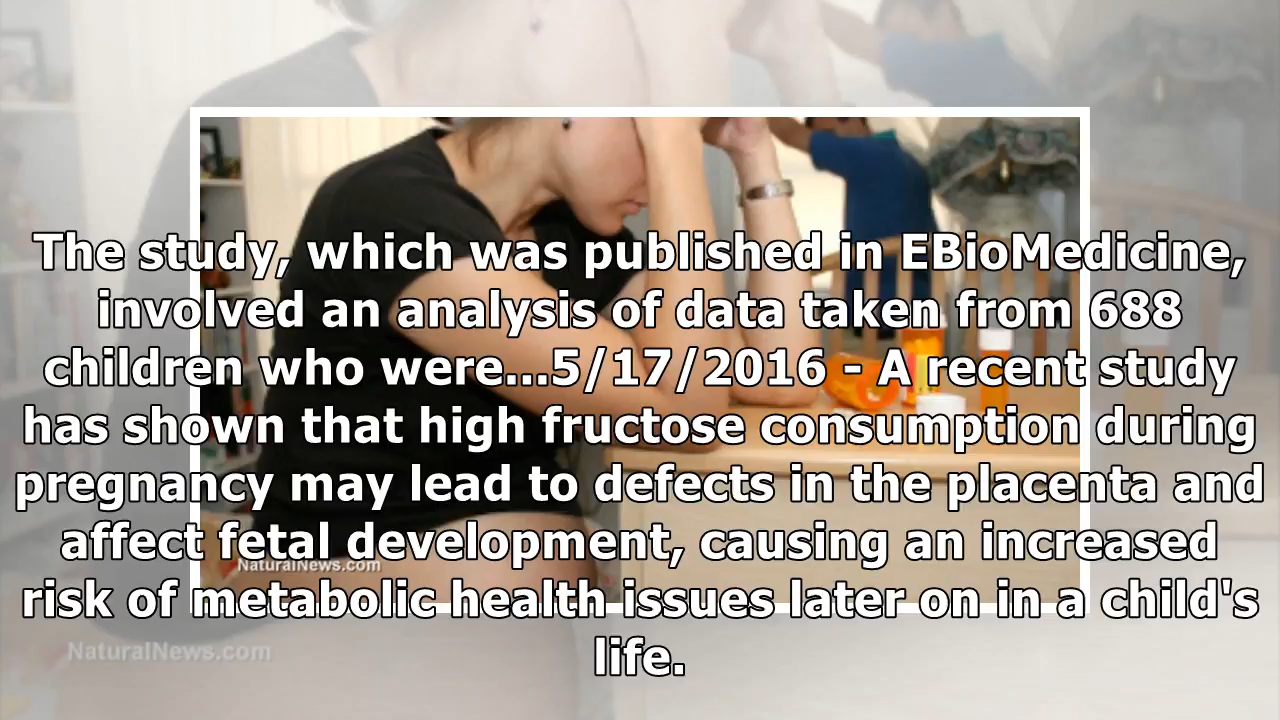 The study, which was published in EBioMedicine,
involved an analysis of data taken from 688
children who were...5/17/2016 - A recent study
has shown that high fructose consumption during
pregnancy may lead to defects in the placenta and
affect fetal development, causing an increased
NaturalNews.com
risk of metabolic health issues later on in a child's
life.
NaturalNews.com